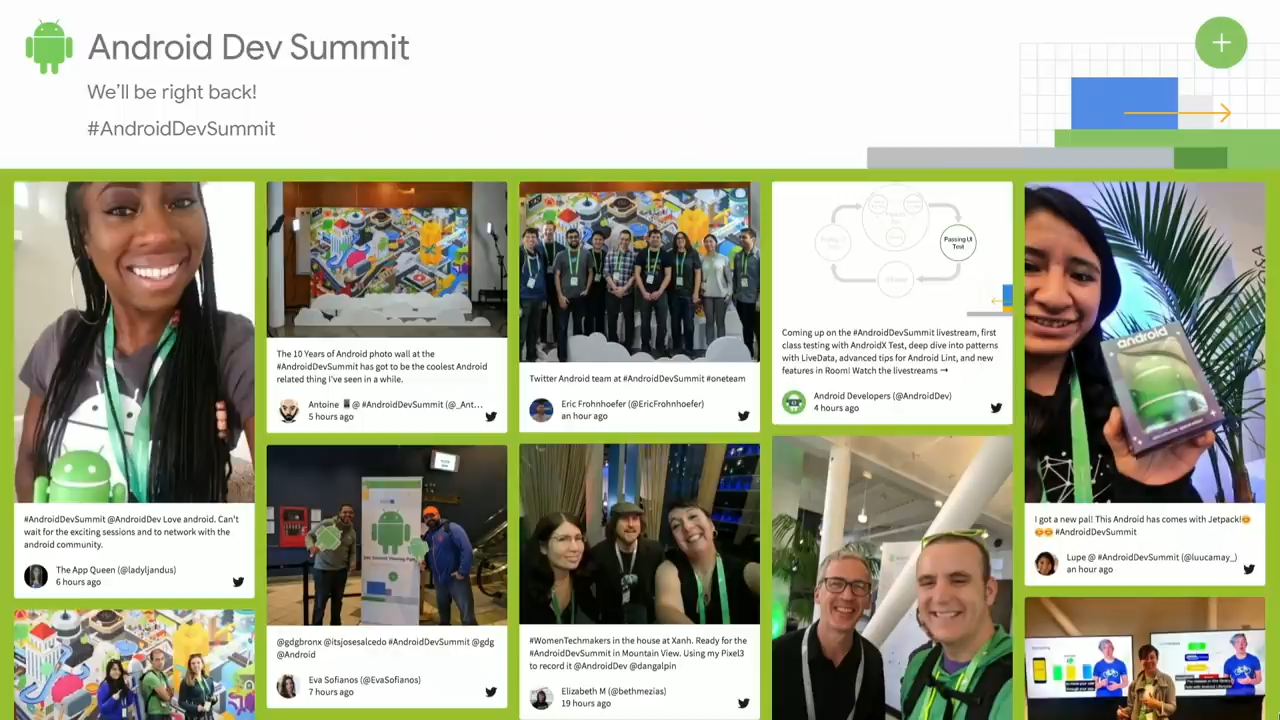 Android Dev Summit
We'll be right back!
#AndroidDevSummit
#AndroidDevSummit @AndroidDev Love android. Can't
wait for the exciting sessions and to network with the
android community.
The App Queen (@ladyljandus)
6 hours ago
The 10 Years of Android photo wall at the
#AndroidDevSummit has got to be the coolest Android
related thing I've seen in a while.
Antoine 📱@ #AndroidDevSummit (@_Ant...
5 hours ago
@gdgbronx @itsjosesalcedo #AndroidDevSummit @gdg
@Android
Eva Sofianos (@EvaSofianos)
7 hours ago
Twitter Android team at #AndroidDevSummit #oneteam
Eric Frohnhoefer (@EricFrohnhoefer)
an hour ago
#WomenTechmakers in the house at Xanh. Ready for the
#AndroidDevSummit in Mountain View. Using my Pixel3
to record it @AndroidDev @dangalpin
Elizabeth M (@bethmezias)
19 hours ago
Passing UI
Test
Coming up on the #AndroidDevSummit livestream, first
class testing with AndroidX Test, deep dive into patterns
with LiveData, advanced tips for Android Lint, and new
features in Room! Watch the livestreams →
Android Developers (@AndroidDev)
4 hours ago
android
I got a new pal! This Android has comes with Jetpack!😊
😊😊 #AndroidDevSummit
Lupe @ #AndroidDevSummit (@luucamay_)
an hour ago